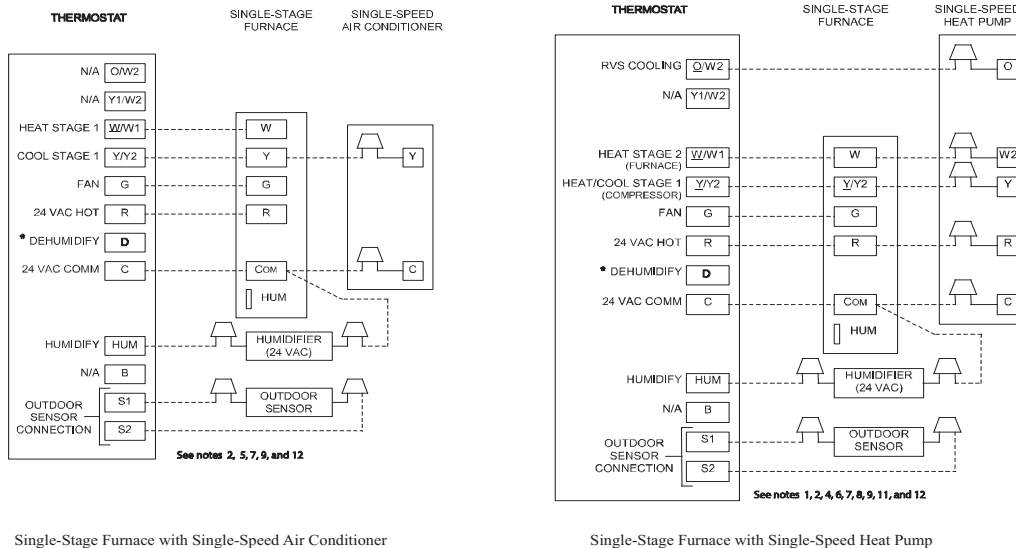 THERMOSTAT
SINGLE-STAGE
FURNACE
SINGLE-SPEED
AIR CONDITIONER
N/A O/W2
N/A Y1/W2
HEAT STAGE 1 W/W1 W
COOL STAGE 1 Y/Y2 Y Y
FAN G G
24 VAC HOT R R
* DEHUMIDIFY D
24 VAC COMM C COM C
HUM
HUMIDIFY HUM HUMIDIFIER
(24 VAC)
N/A B
OUTDOOR
SENSOR
CONNECTION
S1 OUTDOOR
SENSOR
S2
See notes 2, 5, 7, 9, and 12
Single-Stage Furnace with Single-Speed Air Conditioner
THERMOSTAT
SINGLE-STAGE
FURNACE
SINGLE-SPEED
HEAT PUMP
RVS COOLING O/W2 O
N/A Y1/W2
HEAT STAGE 2 W/W1 W W2
(FURNACE)
HEAT/COOL STAGE 1 Y/Y2 Y/Y2 Y
(COMPRESSOR)
FAN G G
24 VAC HOT R R R
* DEHUMIDIFY D
24 VAC COMM C COM C
HUM
HUMIDIFY HUM HUMIDIFIER
(24 VAC)
N/A B
OUTDOOR
SENSOR
CONNECTION
S1 OUTDOOR
SENSOR
S2
See notes 1, 2, 4, 6, 7, 8, 9, 11, and 12
Single-Stage Furnace with Single-Speed Heat Pump